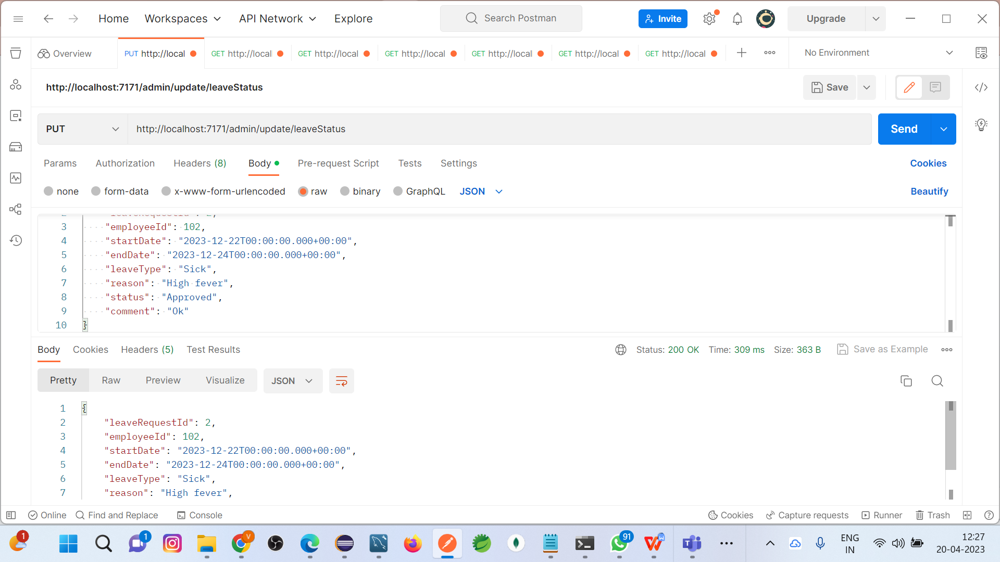 Home Workspaces API Network Explore Search Postman Invite Upgrade
Overview PUT http://local GET http://local GET http://local GET http://local GET http://local GET http://local GET http://local No Environment
http://localhost:7171/admin/update/leaveStatus Save
PUT http://localhost:7171/admin/update/leaveStatus Send
Params Authorization Headers (8) Body Pre-request Script Tests Settings Cookies
none form-data x-www-form-urlencoded raw binary GraphQL JSON Beautify
2 "leaveRequestId": 2,
3 "employeeId": 102,
4 "startDate": "2023-12-22T00:00:00.000+00:00",
5 "endDate": "2023-12-24T00:00:00.000+00:00",
6 "leaveType": "Sick",
7 "reason": "High fever",
8 "status": "Approved",
9 "comment": "Ok"
10 }
Body Cookies Headers (5) Test Results Status: 200 OK Time: 309 ms Size: 363 B Save as Example
Pretty Raw Preview Visualize JSON
1 {
2 "leaveRequestId": 2,
3 "employeeId": 102,
4 "startDate": "2023-12-22T00:00:00.000+00:00",
5 "endDate": "2023-12-24T00:00:00.000+00:00",
6 "leaveType": "Sick",
7 "reason": "High fever",
Online Find and Replace Console Cookies Capture requests Runner Trash
1 1 V 91 W T ENG 12:27
IN 20-04-2023